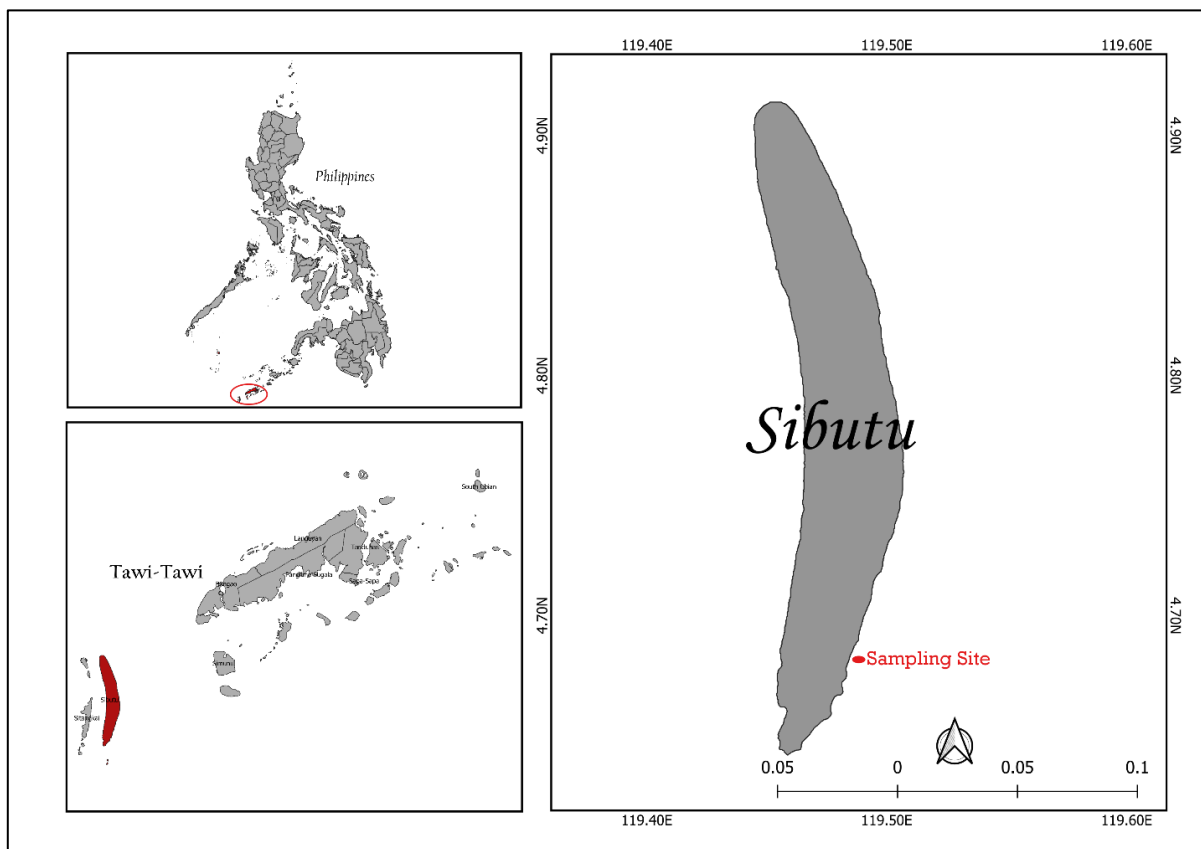 Philippines
South Ubian
Languyan
Tandubas
Tawi-Tawi
Bongao
Panglima Sugala
Sapa-Sapa
Simunul
Sibutu
Sitangkai
119.40E
119.50E
119.60E
4.90N
4.90N
4.80N
4.80N
Sibutu
4.70N
4.70N
Sampling Site
0.05
0
0.05
0.1
119.40E
119.50E
119.60E